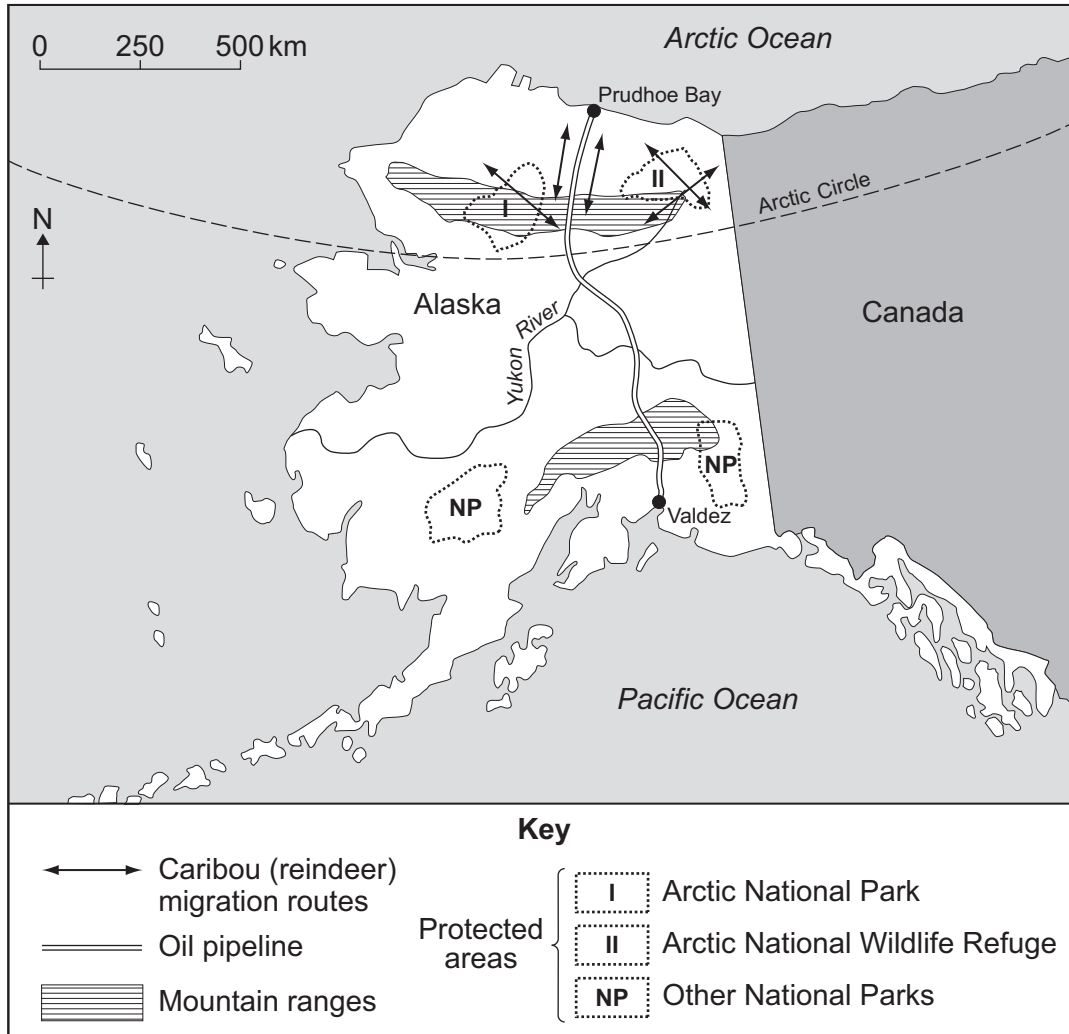 0 250 500 km
Arctic Ocean
Prudhoe Bay
II
I
Arctic Circle
N
Alaska
Canada
Yukon River
NP
NP
Valdez
Pacific Ocean
Key
Caribou (reindeer)
migration routes
Oil pipeline
Mountain ranges
Protected
areas
I Arctic National Park
II Arctic National Wildlife Refuge
NP Other National Parks